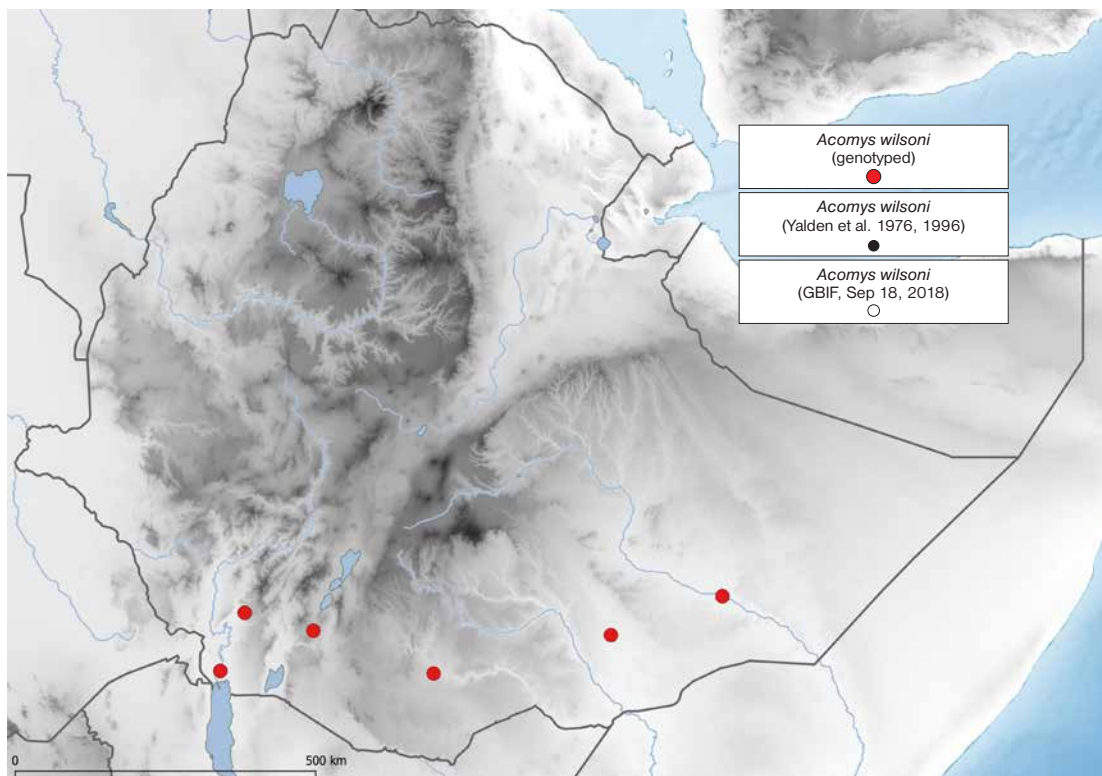 Acomys wilsoni
(genotyped)
Acomys wilsoni
(Yalden et al. 1976, 1996)
Acomys wilsoni
(GBIF, Sep 18, 2018)
0
500 km